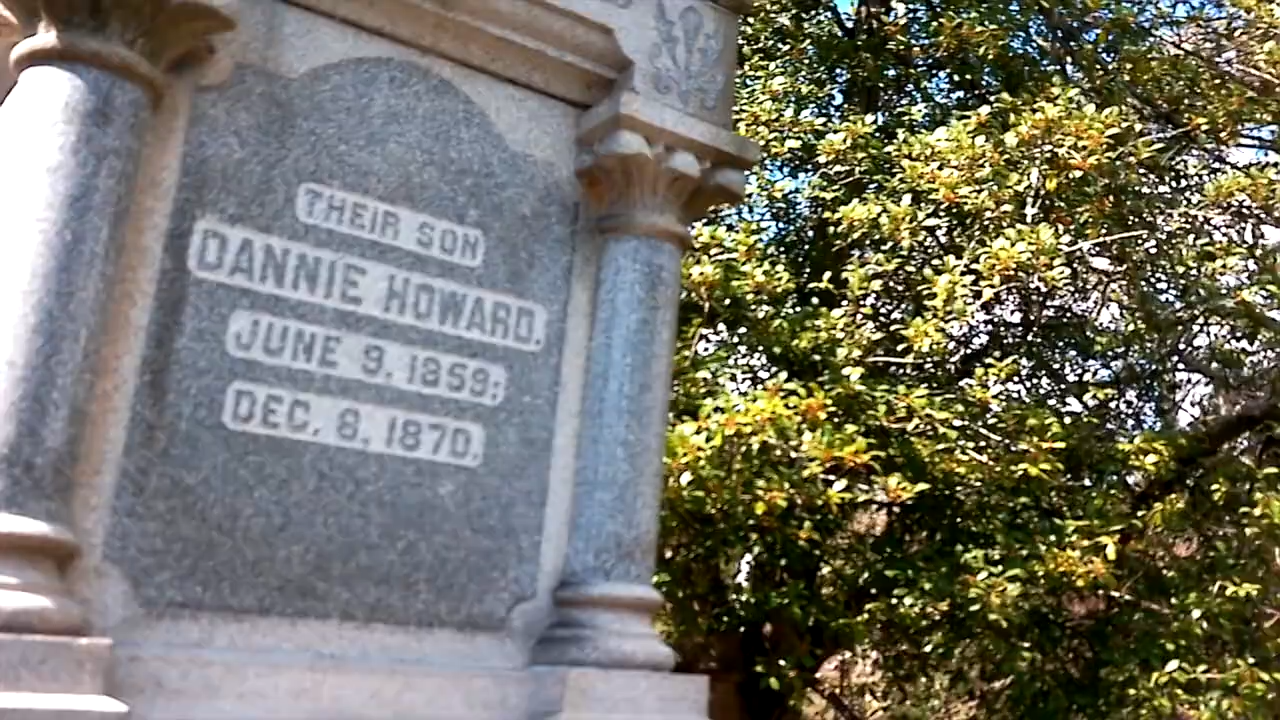 THEIR SON
DANNIE HOWARD.
JUNE 9, 1859;
DEC. 8, 1870.